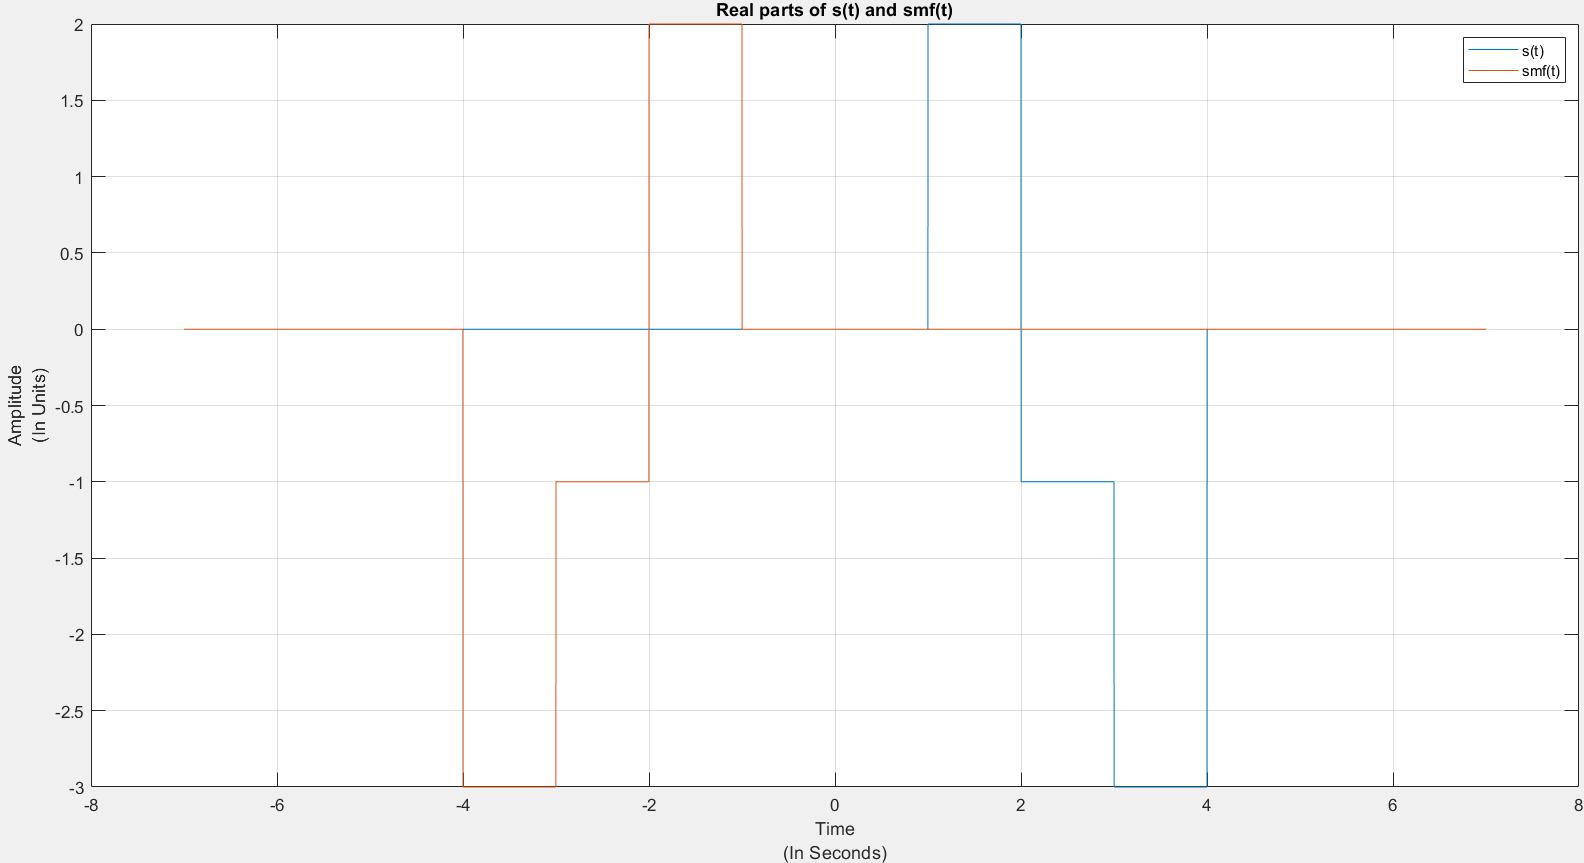 Real parts of s(t) and smf(t)
s(t)
smf(t)
2
1.5
1
0.5
0
-0.5
-1
-1.5
-2
-2.5
-3
Amplitude
(In Units)
-8
-6
-4
-2
0
2
4
6
8
Time
(In Seconds)